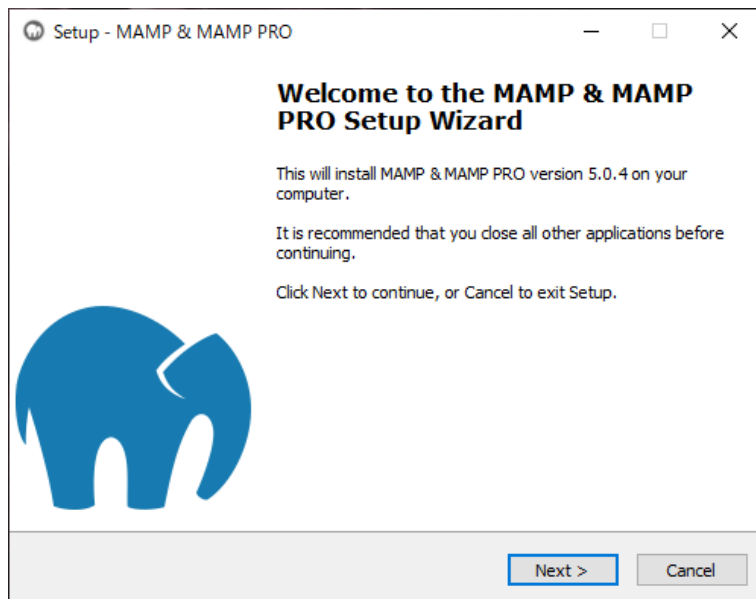 Setup - MAMP & MAMP PRO
Welcome to the MAMP & MAMP
PRO Setup Wizard
This will install MAMP & MAMP PRO version 5.0.4 on your
computer.
It is recommended that you close all other applications before
continuing.
Click Next to continue, or Cancel to exit Setup.
Next >
Cancel